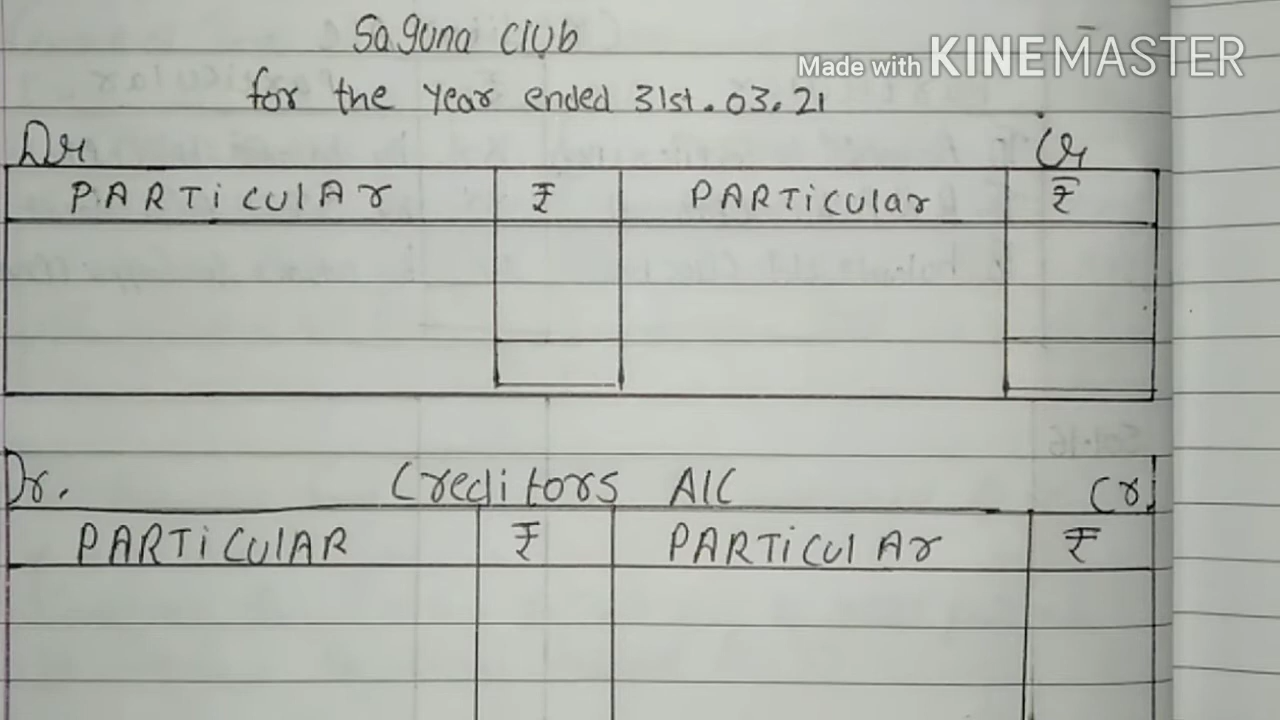 Saguna Club
Made with KINEMASTER
for the year ended 31st. 03. 21
Dr Cr
PARTiculAr ₹ PARTicular ₹
Dr. Creditors A/C Cr.
PARTiCulAR ₹ PARTiculAr ₹